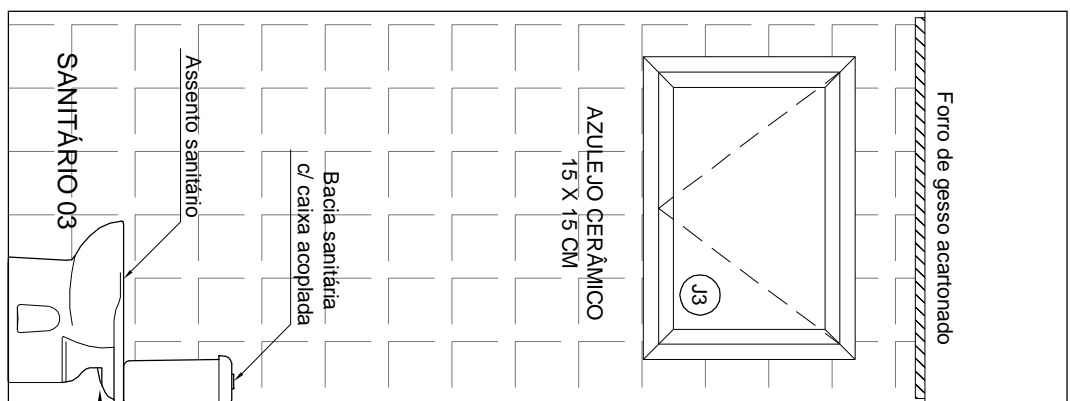 Forro de gesso acartonado
J3
AZULEJO CERÂMICO
15 X 15 CM
Bacia sanitária
c/ caixa acoplada
Assento sanitário
SANITÁRIO 03